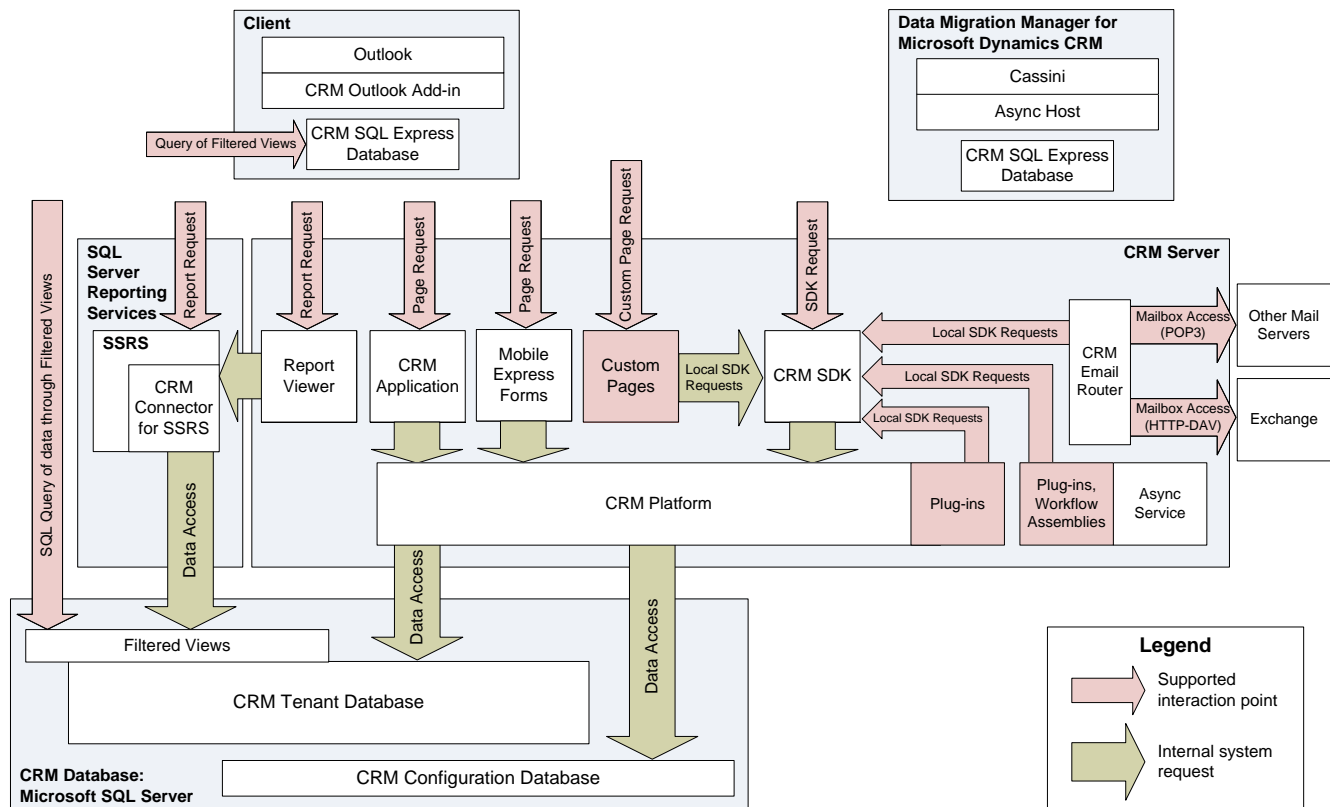 Client
Outlook
CRM Outlook Add-in
Query of Filtered Views
CRM SQL Express
Database
Data Migration Manager for
Microsoft Dynamics CRM
Cassini
Async Host
CRM SQL Express
Database
SQL Query of data through Filtered Views
SQL
Server
Reporting
Services
Report Request
Report Request
Page Request
Page Request
Custom Page Request
SDK Request
CRM Server
SSRS
CRM
Connector
for SSRS
Report
Viewer
CRM
Application
Mobile
Express
Forms
Custom
Pages
Local SDK
Requests
CRM SDK
Local SDK Requests
Local SDK Requests
Local SDK Requests
CRM
Email
Router
Mailbox Access
(POP3)
Mailbox Access
(HTTP-DAV)
Other Mail
Servers
Exchange
CRM Platform
Plug-ins
Plug-ins,
Workflow
Assemblies
Async
Service
Data Access
Data Access
Data Access
Filtered Views
CRM Tenant Database
CRM Configuration Database
CRM Database:
Microsoft SQL Server
Legend
Supported
interaction point
Internal system
request